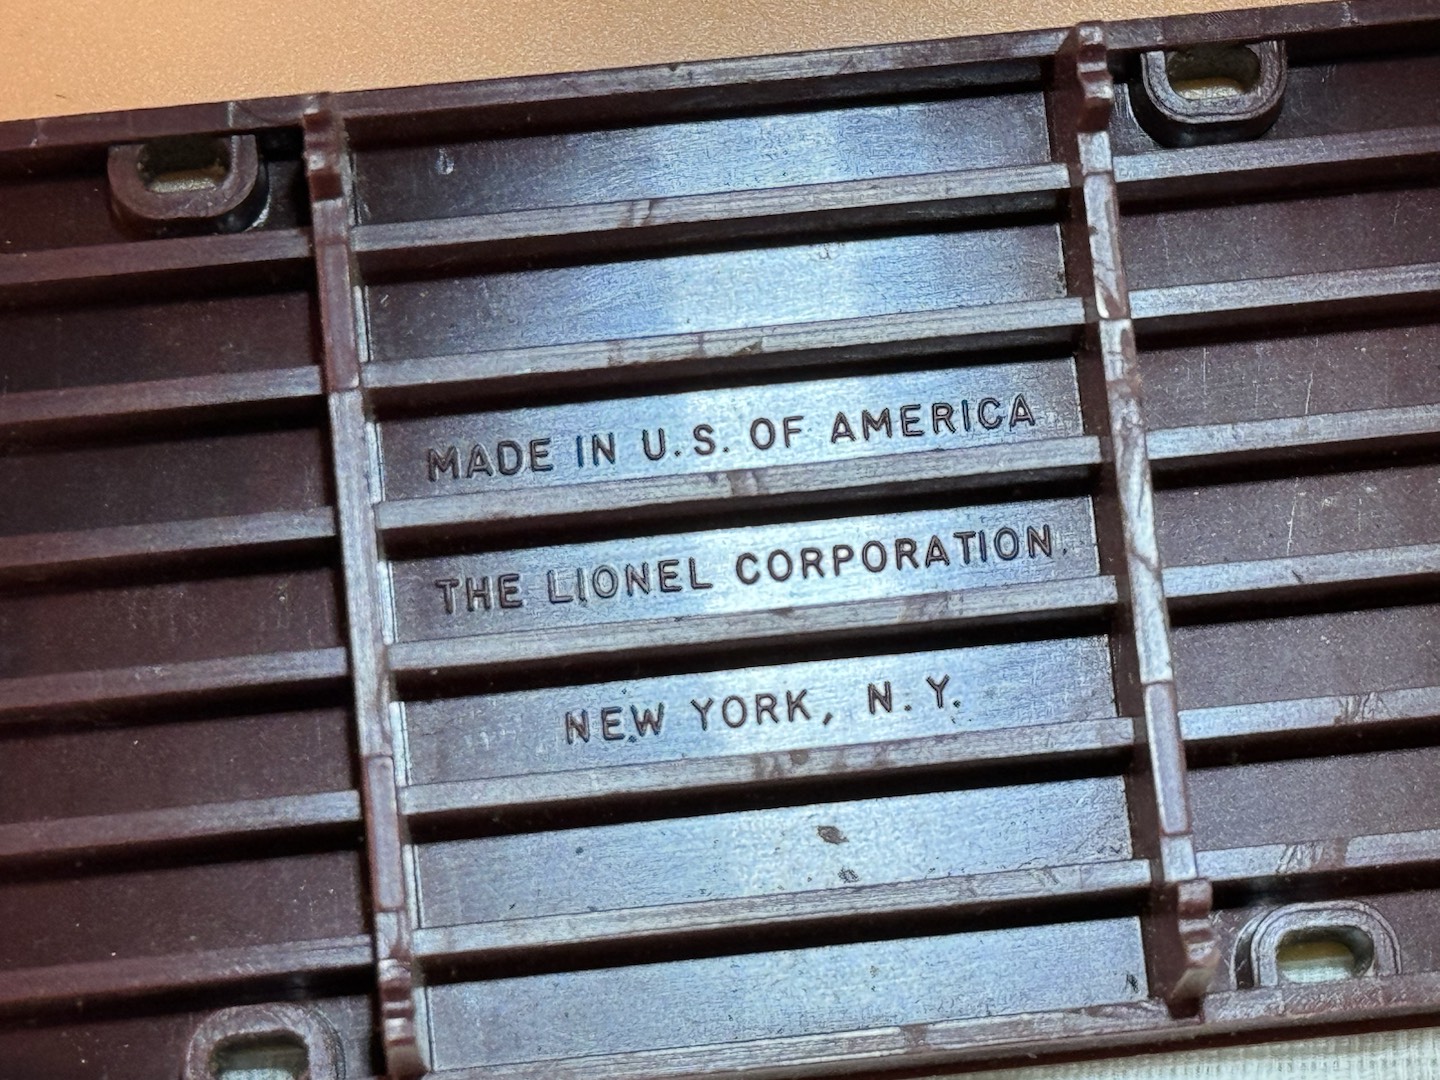 MADE IN U.S. OF AMERICA
THE LIONEL CORPORATION
NEW YORK, N.Y.